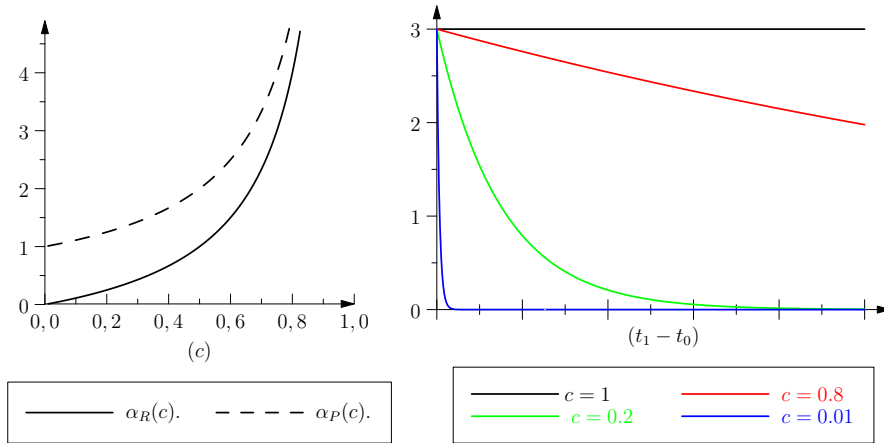 4
3
2
1
0
0,0 0,2 0,4 0,6 0,8 1,0
(c)
α_R(c). α_P(c).
3
2
1
0
(t_1 − t_0)
c = 1 c = 0.8
c = 0.2 c = 0.01